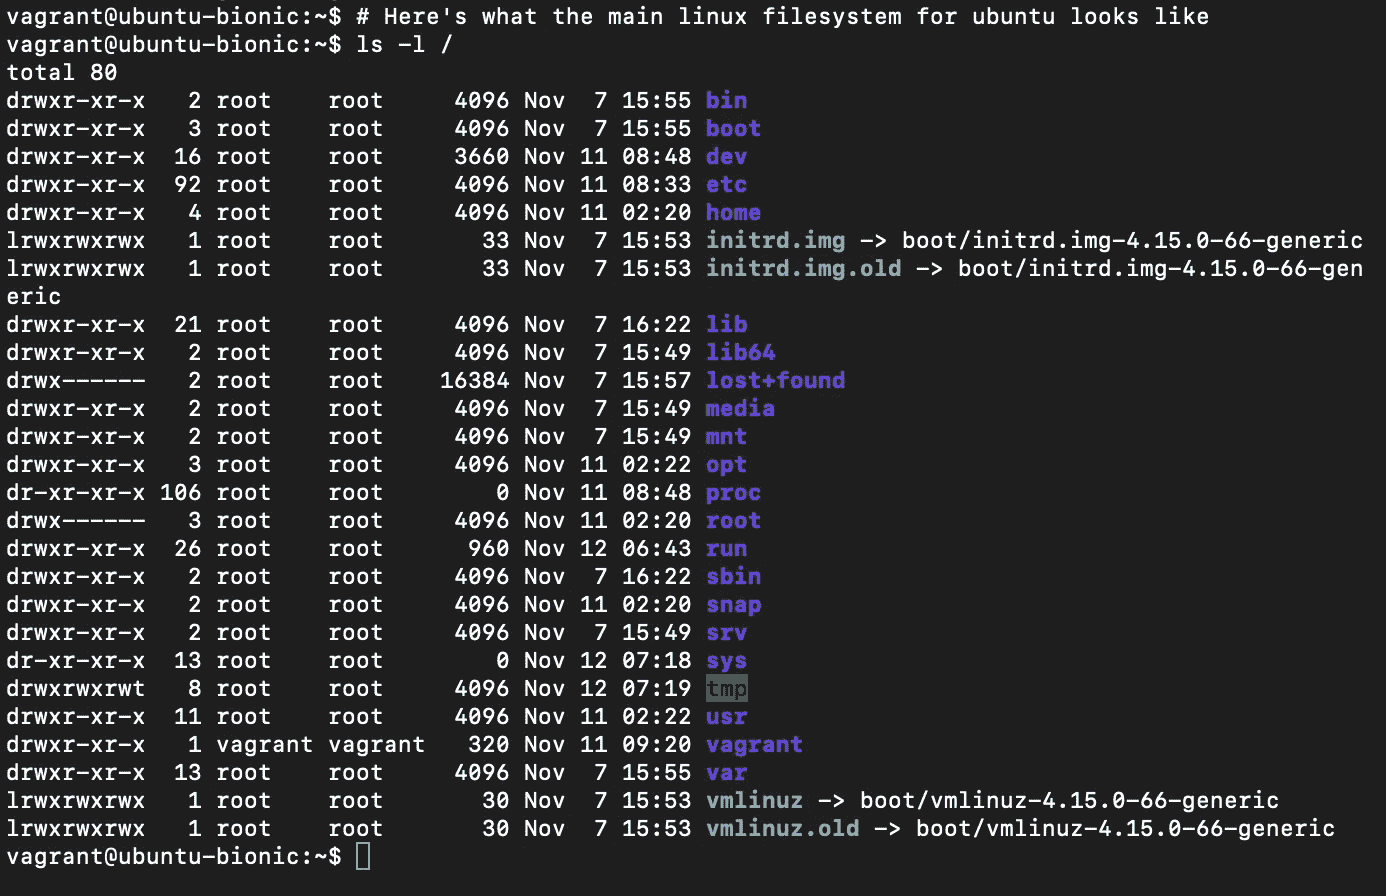 vagrant@ubuntu-bionic:~$ # Here's what the main linux filesystem for ubuntu looks like
vagrant@ubuntu-bionic:~$ ls -l /
total 80
drwxr-xr-x   2 root    root     4096 Nov  7 15:55 bin
drwxr-xr-x   3 root    root     4096 Nov  7 15:55 boot
drwxr-xr-x  16 root    root     3660 Nov 11 08:48 dev
drwxr-xr-x  92 root    root     4096 Nov 11 08:33 etc
drwxr-xr-x   4 root    root     4096 Nov 11 02:20 home
lrwxrwxrwx   1 root    root       33 Nov  7 15:53 initrd.img -> boot/initrd.img-4.15.0-66-generic
lrwxrwxrwx   1 root    root       33 Nov  7 15:53 initrd.img.old -> boot/initrd.img-4.15.0-66-gen
eric
drwxr-xr-x  21 root    root     4096 Nov  7 16:22 lib
drwxr-xr-x   2 root    root     4096 Nov  7 15:49 lib64
drwx------   2 root    root    16384 Nov  7 15:57 lost+found
drwxr-xr-x   2 root    root     4096 Nov  7 15:49 media
drwxr-xr-x   2 root    root     4096 Nov  7 15:49 mnt
drwxr-xr-x   3 root    root     4096 Nov 11 02:22 opt
dr-xr-xr-x 106 root    root        0 Nov 11 08:48 proc
drwx------   3 root    root     4096 Nov 11 02:20 root
drwxr-xr-x  26 root    root      960 Nov 12 06:43 run
drwxr-xr-x   2 root    root     4096 Nov  7 16:22 sbin
drwxr-xr-x   2 root    root     4096 Nov 11 02:20 snap
drwxr-xr-x   2 root    root     4096 Nov  7 15:49 srv
dr-xr-xr-x  13 root    root        0 Nov 12 07:18 sys
drwxrwxrwt   8 root    root     4096 Nov 12 07:19 tmp
drwxr-xr-x  11 root    root     4096 Nov 11 02:22 usr
drwxr-xr-x   1 vagrant vagrant   320 Nov 11 09:20 vagrant
drwxr-xr-x  13 root    root     4096 Nov  7 15:55 var
lrwxrwxrwx   1 root    root       30 Nov  7 15:53 vmlinuz -> boot/vmlinuz-4.15.0-66-generic
lrwxrwxrwx   1 root    root       30 Nov  7 15:53 vmlinuz.old -> boot/vmlinuz-4.15.0-66-generic
vagrant@ubuntu-bionic:~$